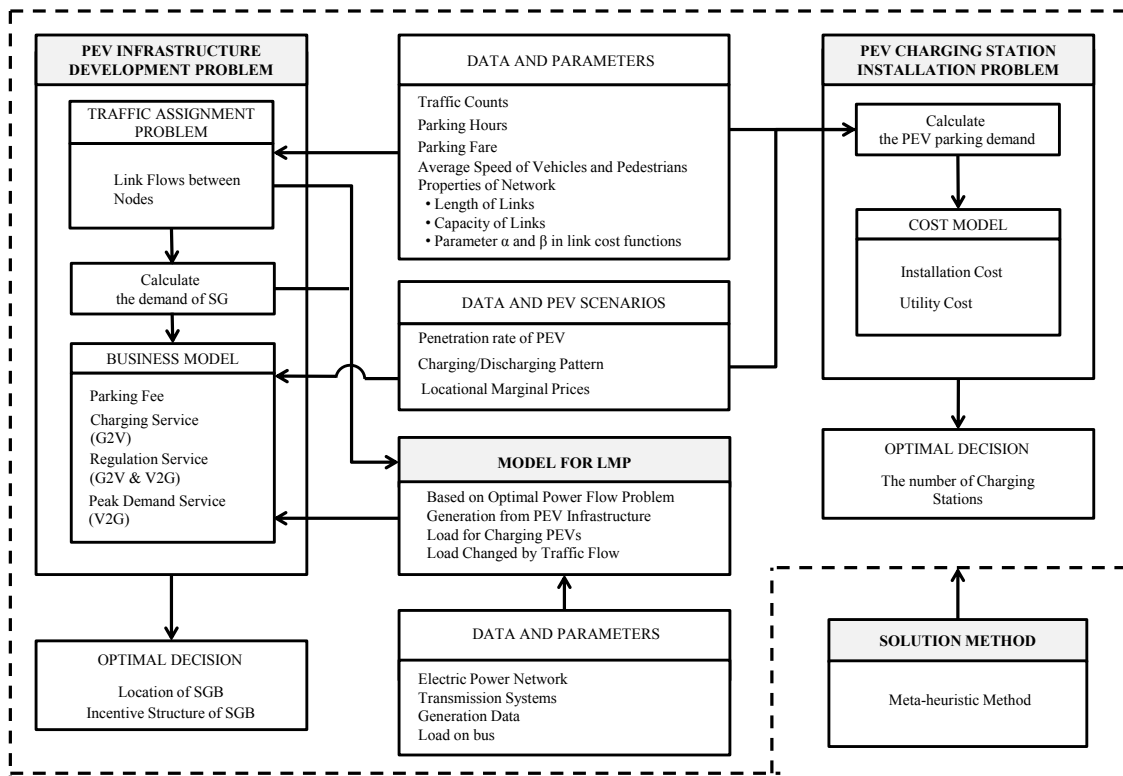 PEV INFRASTRUCTURE
DEVELOPMENT PROBLEM
TRAFFIC ASSIGNMENT
PROBLEM
Link Flows between
Nodes
Calculate
the demand of SG
BUSINESS MODEL
Parking Fee
Charging Service
(G2V)
Regulation Service
(G2V & V2G)
Peak Demand Service
(V2G)
OPTIMAL DECISION
Location of SGB
Incentive Structure of SGB
DATA AND PARAMETERS
Traffic Counts
Parking Hours
Parking Fare
Average Speed of Vehicles and Pedestrians
Properties of Network
• Length of Links
• Capacity of Links
• Parameter α and β in link cost functions
DATA AND PEV SCENARIOS
Penetration rate of PEV
Charging/Discharging Pattern
Locational Marginal Prices
MODEL FOR LMP
Based on Optimal Power Flow Problem
Generation from PEV Infrastructure
Load for Charging PEVs
Load Changed by Traffic Flow
DATA AND PARAMETERS
Electric Power Network
Transmission Systems
Generation Data
Load on bus
PEV CHARGING STATION
INSTALLATION PROBLEM
Calculate
the PEV parking demand
COST MODEL
Installation Cost
Utility Cost
OPTIMAL DECISION
The number of Charging
Stations
SOLUTION METHOD
Meta-heuristic Method